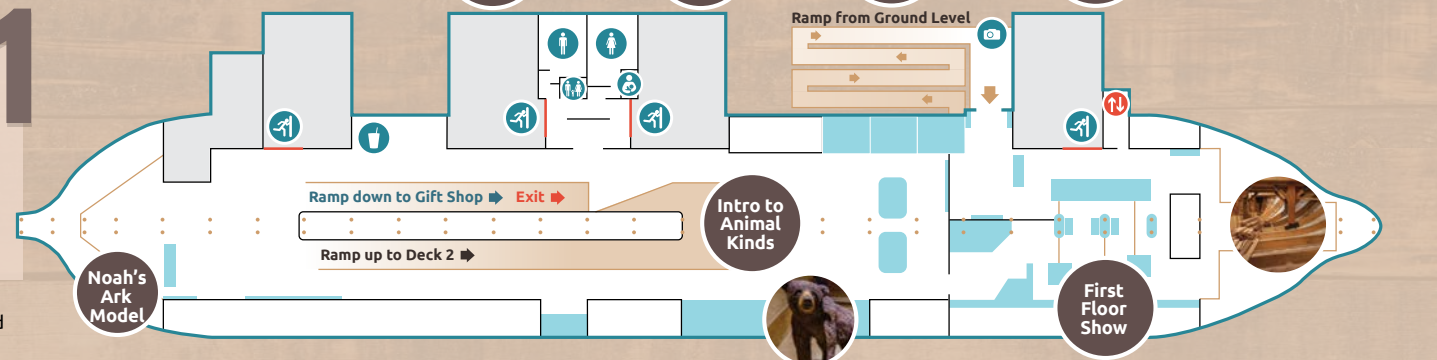 1
Ramp from Ground Level
Ramp down to Gift Shop
Exit
Ramp up to Deck 2
Intro to
Animal
Kinds
Noah's
Ark
Model
First
Floor
Show